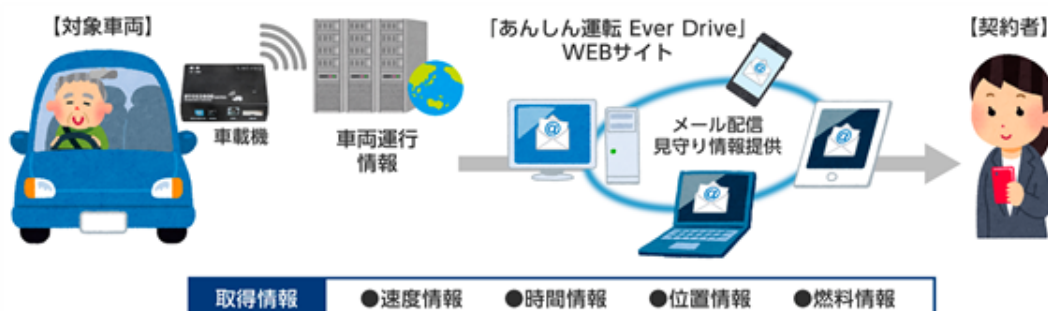 【対象車両】
車載機
車両運行
情報
「あんしん運転 Ever Drive」
WEBサイト
メール配信
見守り情報提供
【契約者】
取得情報 ●速度情報 ●時間情報 ●位置情報 ●燃料情報